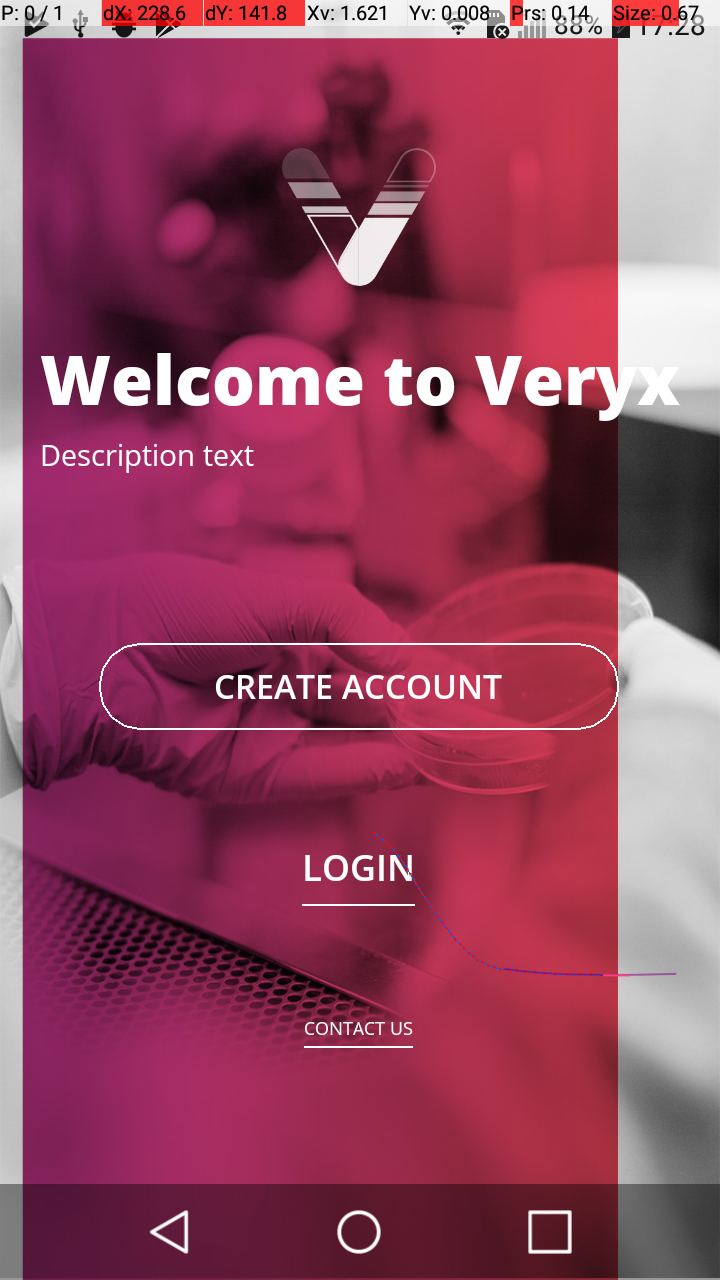 P: 0 / 1 dX: 228.6 dY: 141.8 Xv: 1.621 Yv: 0.008 Prs: 0.14 Size: 0.67
88% 17:28
Welcome to Veryx
Description text
CREATE ACCOUNT
LOGIN
CONTACT US